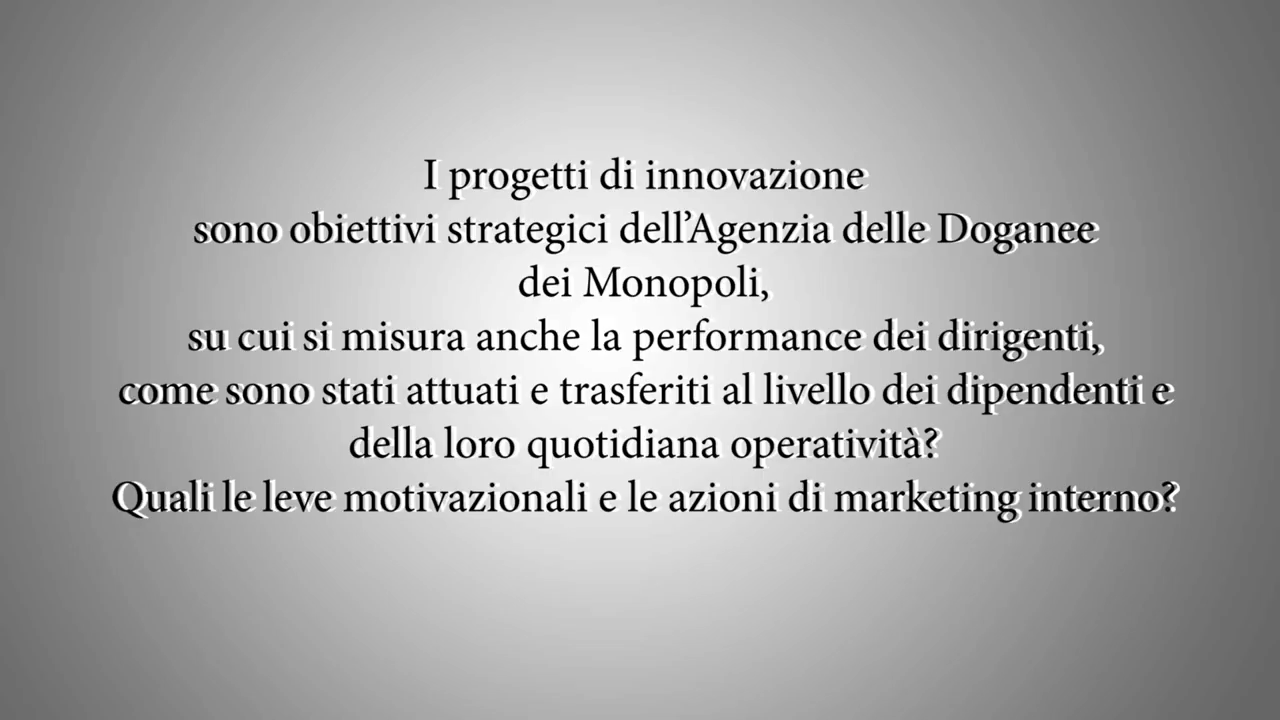 I progetti di innovazione
sono obiettivi strategici dell’Agenzia delle Doganee
dei Monopoli,
su cui si misura anche la performance dei dirigenti,
come sono stati attuati e trasferiti al livello dei dipendenti e
della loro quotidiana operatività?
Quali le leve motivazionali e le azioni di marketing interno?